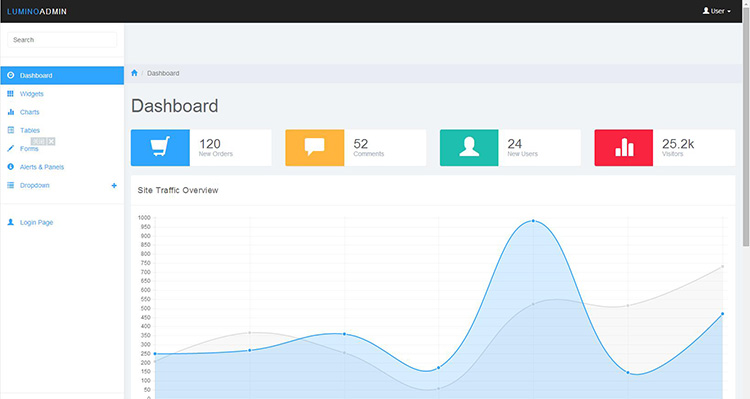 LUMINOADMIN
User
Search
Dashboard
Widgets
Charts
Tables
Forms
Alerts & Panels
Dropdown
Login Page
Dashboard
Dashboard
120
New Orders
52
Comments
24
New Users
25.2k
Visitors
Site Traffic Overview
1000
950
900
850
800
750
700
650
600
550
500
450
400
350
300
250
200
150
100
50
0